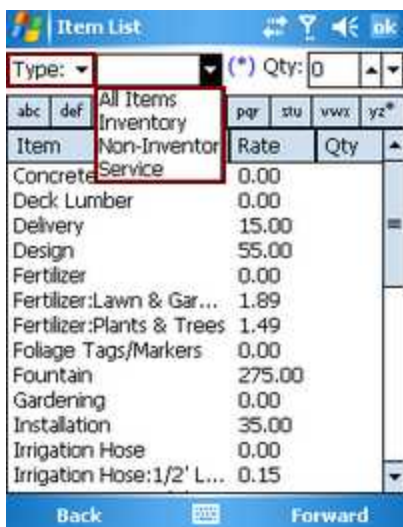 Item List ok
Type: (*) Qty: 0
abc def pqr stu vwx yz*
All Items
Inventory
Non-Inventor
Service
Item Rate Qty
Concrete 0.00
Deck Lumber 0.00
Delivery 15.00
Design 55.00
Fertilizer 0.00
Fertilizer:Lawn & Gar... 1.89
Fertilizer:Plants & Trees 1.49
Foliage Tags/Markers 0.00
Fountain 275.00
Gardening 0.00
Installation 35.00
Irrigation Hose 0.00
Irrigation Hose:1/2' L... 0.15
Back Forward